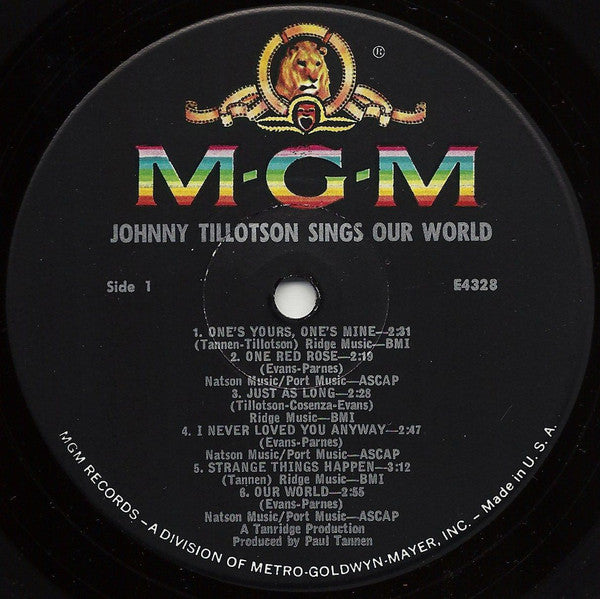 ®
M·G·M
JOHNNY TILLOTSON SINGS OUR WORLD
Side 1
E4328
1. ONE'S YOURS, ONE'S MINE—2:31
(Tannen-Tillotson) Ridge Music—BMI
2. ONE RED ROSE—2:19
(Evans-Parnes)
Natson Music/Port Music—ASCAP
3. JUST AS LONG—2:28
(Tillotson-Cosenza-Evans)
Ridge Music—BMI
4. I NEVER LOVED YOU ANYWAY—2:47
(Evans-Parnes)
Natson Music/Port Music—ASCAP
5. STRANGE THINGS HAPPEN—3:12
(Tannen) Ridge Music—BMI
6. OUR WORLD—2:55
(Evans-Parnes)
Natson Music/Port Music—ASCAP
A Tanridge Production
Produced by Paul Tannen
MGM RECORDS – A DIVISION OF METRO-GOLDWYN-MAYER, INC. – Made in U. S. A.